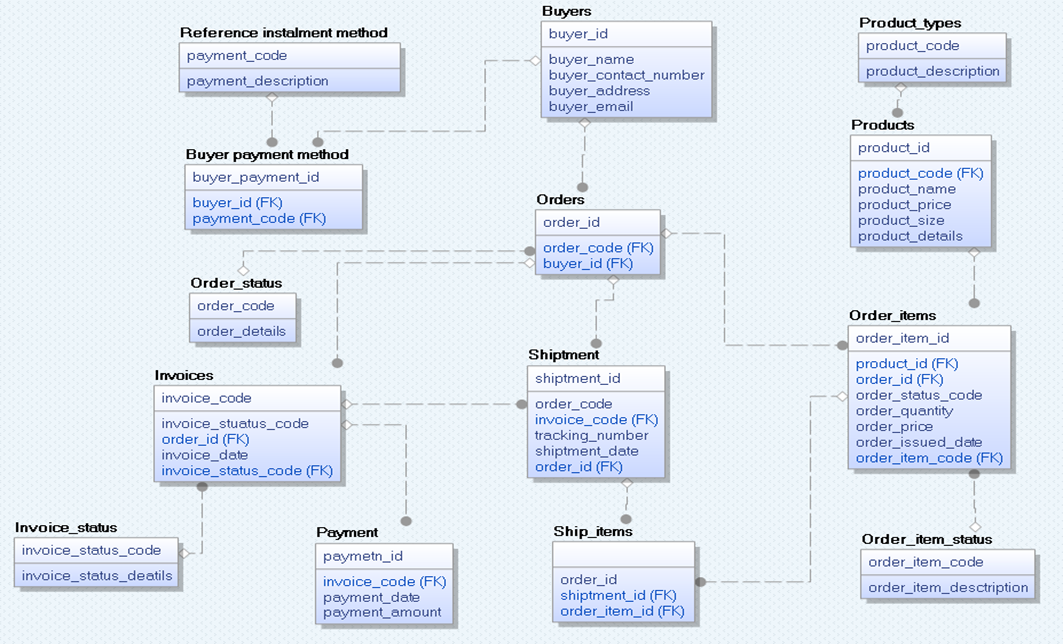 Reference instalment method
payment_code
payment_description
Buyers
buyer_id
buyer_name
buyer_contact_number
buyer_address
buyer_email
Product_types
product_code
product_description
Buyer payment method
buyer_payment_id
buyer_id (FK)
payment_code (FK)
Products
product_id
product_code (FK)
product_name
product_price
product_size
product_details
Orders
order_id
order_code (FK)
buyer_id (FK)
Order_status
order_code
order_details
Order_items
order_item_id
product_id (FK)
order_id (FK)
order_status_code
order_quantity
order_price
order_issued_date
order_item_code (FK)
Invoices
invoice_code
invoice_stuatus_code
order_id (FK)
invoice_date
invoice_status_code (FK)
Shiptment
shiptment_id
order_code
invoice_code (FK)
tracking_number
shiptment_date
order_id (FK)
Invoice_status
invoice_status_code
invoice_status_deatils
Payment
paymetn_id
invoice_code (FK)
payment_date
payment_amount
Ship_items
order_id
shiptment_id (FK)
order_item_id (FK)
Order_item_status
order_item_code
order_item_desctription